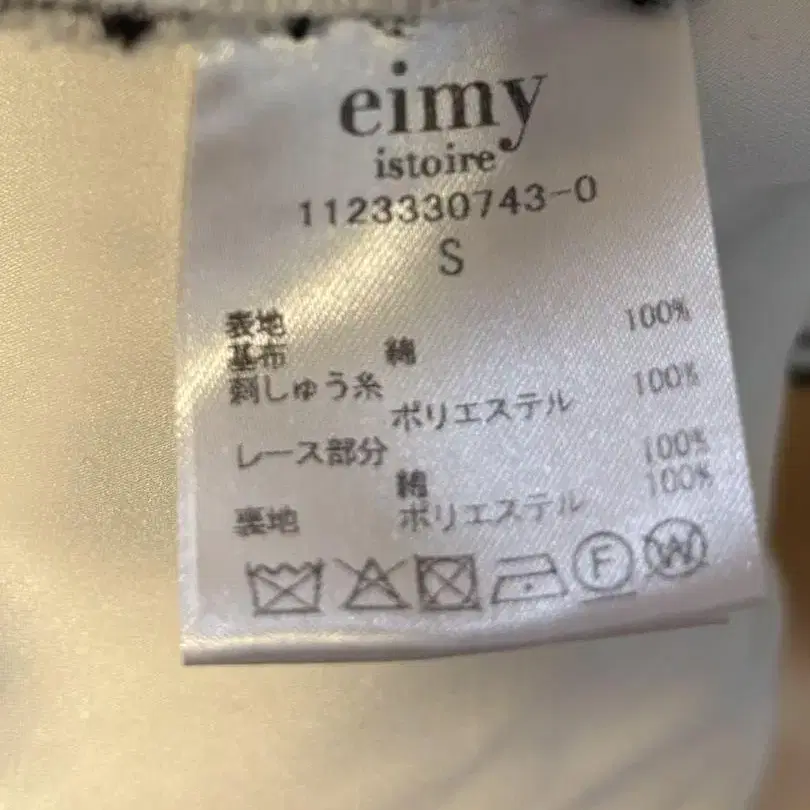 eimy
istoire
1123330743-0
S
表地
基布 綿 100%
刺しゅう糸
ポリエステル 100%
レース部分
綿 100%
裏地 ポリエステル 100%
F W